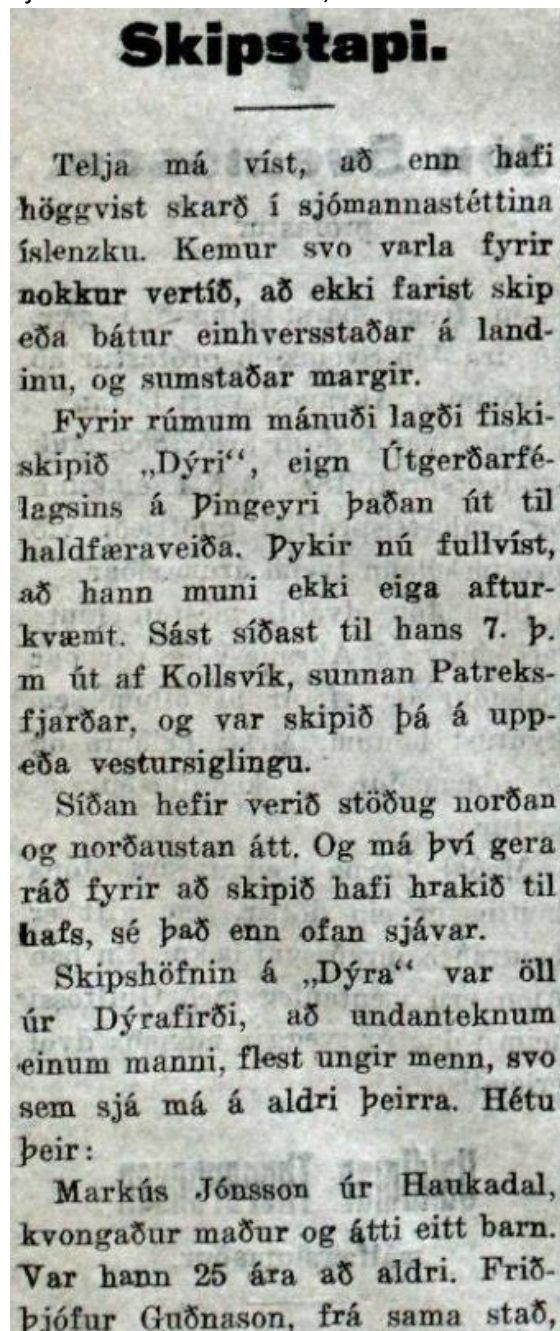 Skipstapi.
Telja má víst, að enn hafi
höggvist skarð í sjómannastéttina
íslenzku. Kemur svo varla fyrir
nokkur vertíð, að ekki farist skip
eða bátur einhversstaðar á land-
inu, og sumstaðar margir.
Fyrir rúmum mánuði lagði fiski-
skipið „Dýri“, eign Útgerðarfé-
lagsins á Þingeyri þaðan út til
haldfæraveiða. Þykir nú fullvíst,
að hann muni ekki eiga aftur-
kvæmt. Sást síðast til hans 7. þ.
m út af Kollsvík, sunnan Patreks-
fjarðar, og var skipið þá á upp-
eða vestursiglingu.
Síðan hefir verið stöðug norðan
og norðaustan átt. Og má því gera
ráð fyrir að skipið hafi hrakið til
hafs, sé það enn ofan sjávar.
Skipshöfnin á „Dýra“ var öll
úr Dýrafirði, að undanteknum
einum manni, flest ungir menn, svo
sem sjá má á aldri þeirra. Hétu
þeir:
Markús Jónsson úr Haukadal,
kvongaður maður og átti eitt barn.
Var hann 25 ára að aldri. Frið-
þjófur Guðnason, frá sama stað,